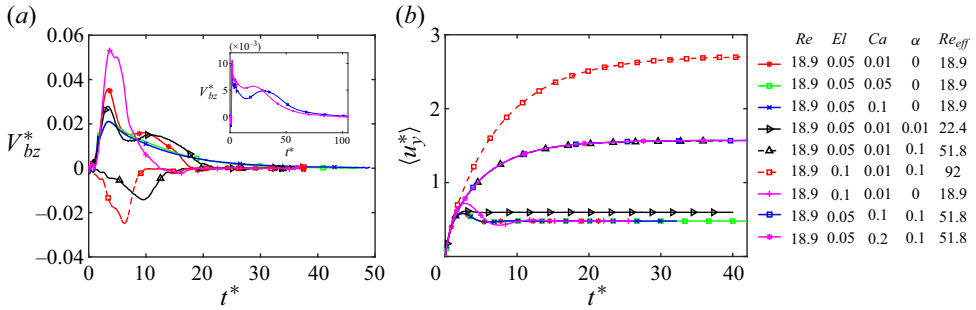 (a)
V*bz
0.06
0.04
0.02
0
−0.02
−0.04
0 10 20 30 40 50
t*
(×10−3)
10
V*bz 5
0
0 50 100
t*
(b)
⟨u*y⟩
3
2
1
0 10 20 30 40
t*
Re El Ca α Reeff
18.9 0.05 0.01 0 18.9
18.9 0.05 0.05 0 18.9
18.9 0.05 0.1 0 18.9
18.9 0.05 0.01 0.01 22.4
18.9 0.05 0.01 0.1 51.8
18.9 0.1 0.01 0.1 92
18.9 0.1 0.01 0 18.9
18.9 0.05 0.1 0.1 51.8
18.9 0.05 0.2 0.1 51.8